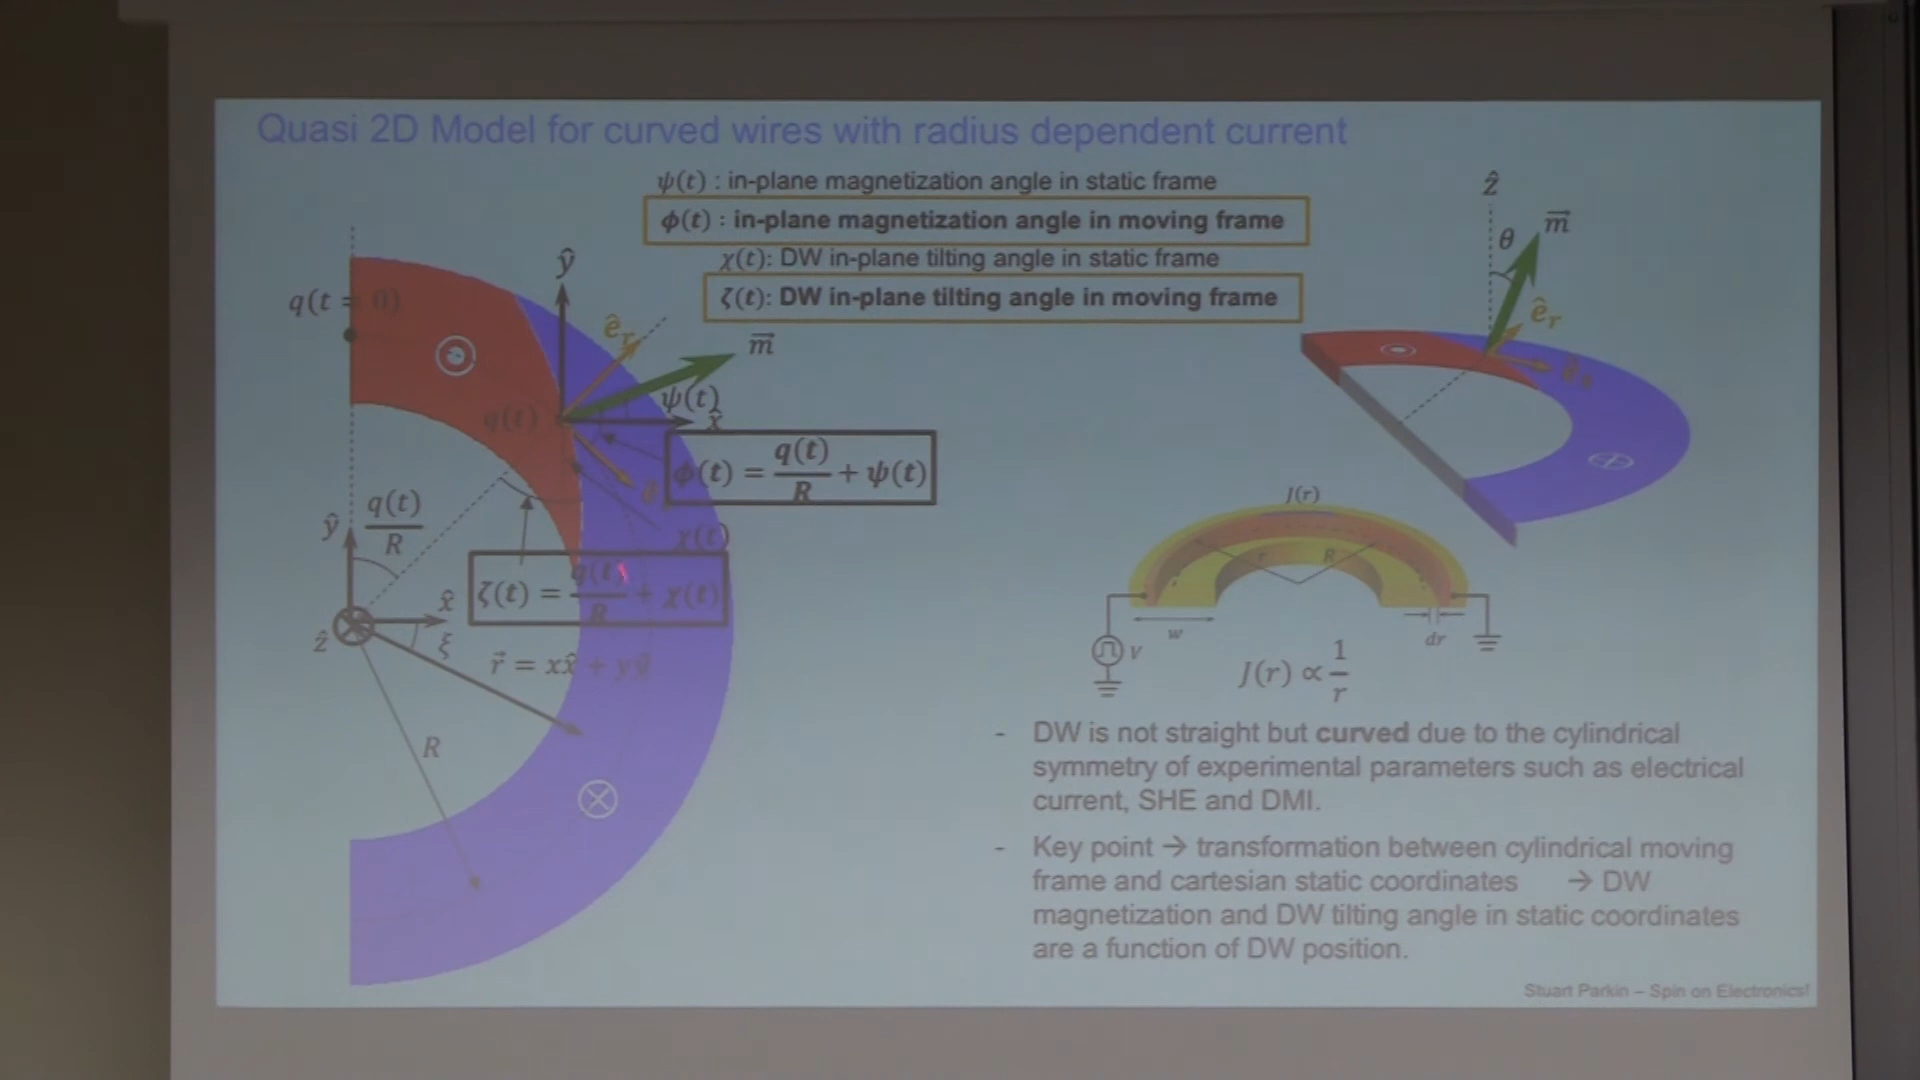 Quasi 2D Model for curved wires with radius dependent current
ψ(t) : in-plane magnetization angle in static frame
ϕ(t) : in-plane magnetization angle in moving frame
χ(t): DW in-plane tilting angle in static frame
ζ(t): DW in-plane tilting angle in moving frame
q(t = 0)
ŷ
ê_r
m⃗
ψ(t)
x̂
q(t)
ϕ(t) = q(t)/R + ψ(t)
χ(t)
q(t)/R
ŷ
x̂
ẑ
ξ
ζ(t) = q(t)/R + χ(t)
r⃗ = xx̂ + yŷ
R
ẑ
θ
m⃗
ê_r
J(r)
r
R
w
dr
V
J(r) ∝ 1/r
- DW is not straight but curved due to the cylindrical
symmetry of experimental parameters such as electrical
current, SHE and DMI.
- Key point → transformation between cylindrical moving
frame and cartesian static coordinates → DW
magnetization and DW tilting angle in static coordinates
are a function of DW position.
Stuart Parkin – Spin on Electronics!